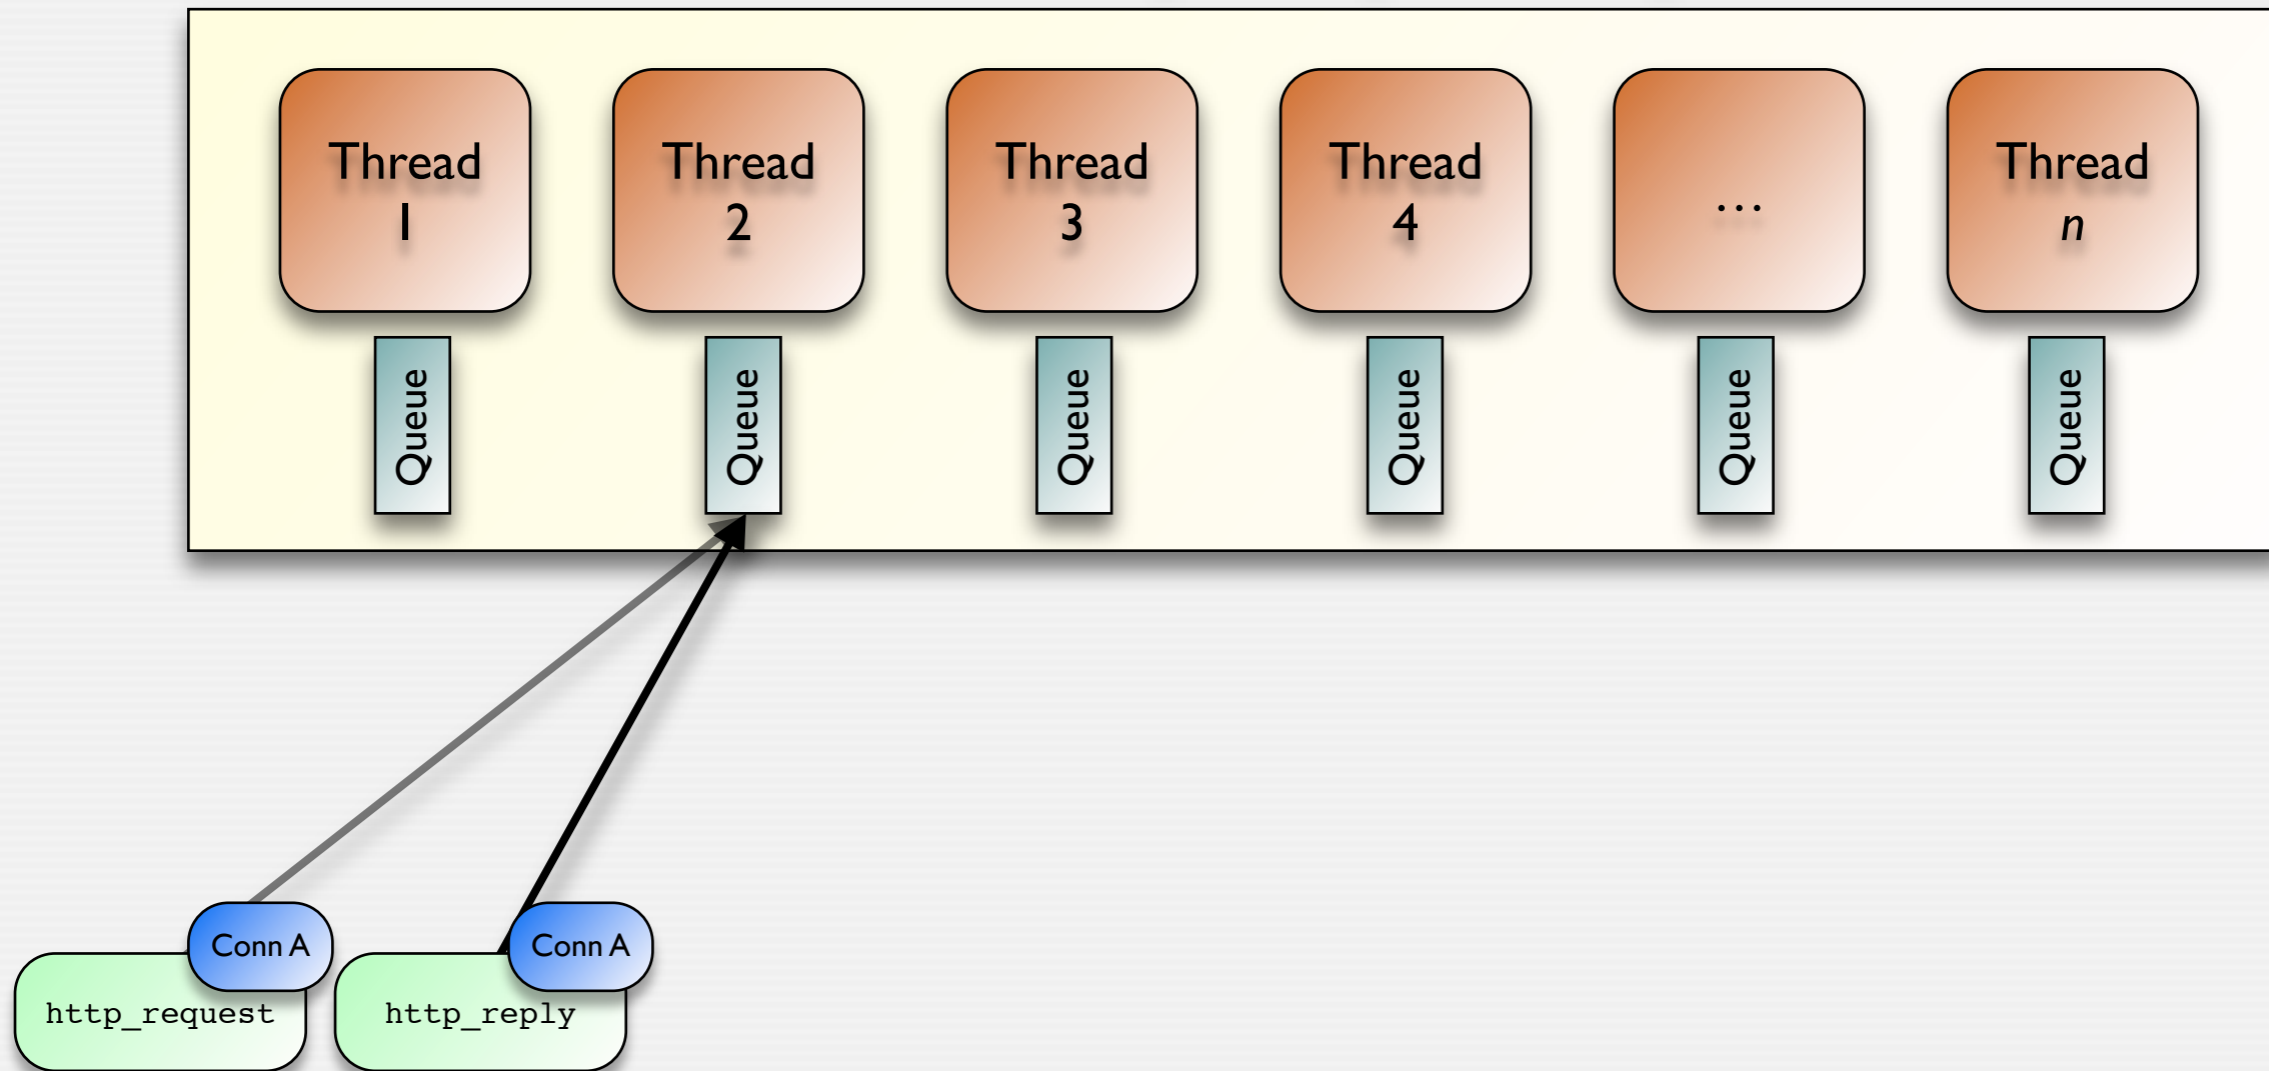 Thread
1
Thread
2
Thread
3
Thread
4
...
Thread
n
Queue
Queue
Queue
Queue
Queue
Queue
Conn A
http_request
Conn A
http_reply